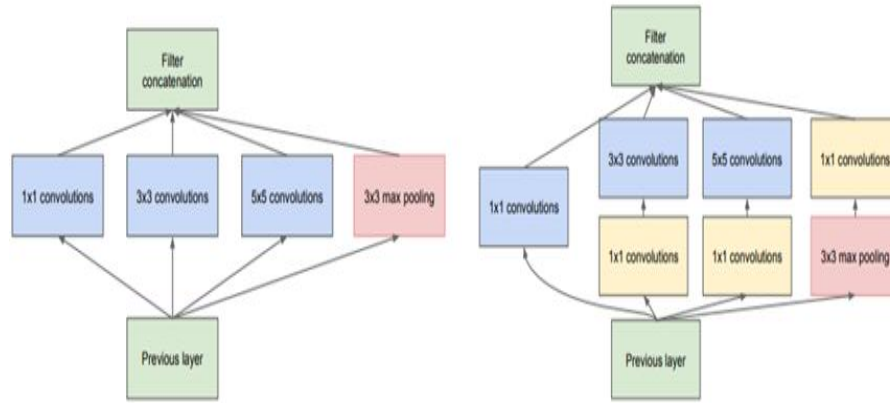 Filter
concatenation
1x1 convolutions
3x3 convolutions
5x5 convolutions
3x3 max pooling
Previous layer
Filter
concatenation
3x3 convolutions
5x5 convolutions
1x1 convolutions
1x1 convolutions
1x1 convolutions
1x1 convolutions
3x3 max pooling
Previous layer